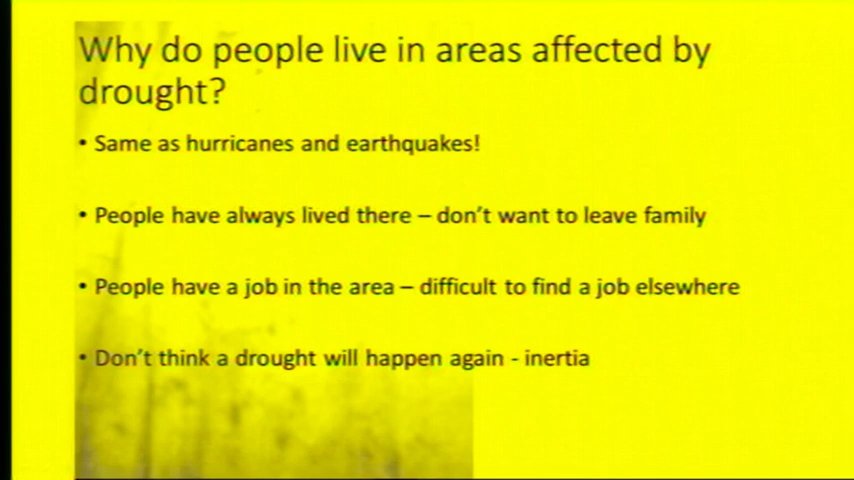 Why do people live in areas affected by
drought?
• Same as hurricanes and earthquakes!
• People have always lived there – don't want to leave family
• People have a job in the area – difficult to find a job elsewhere
• Don't think a drought will happen again - inertia